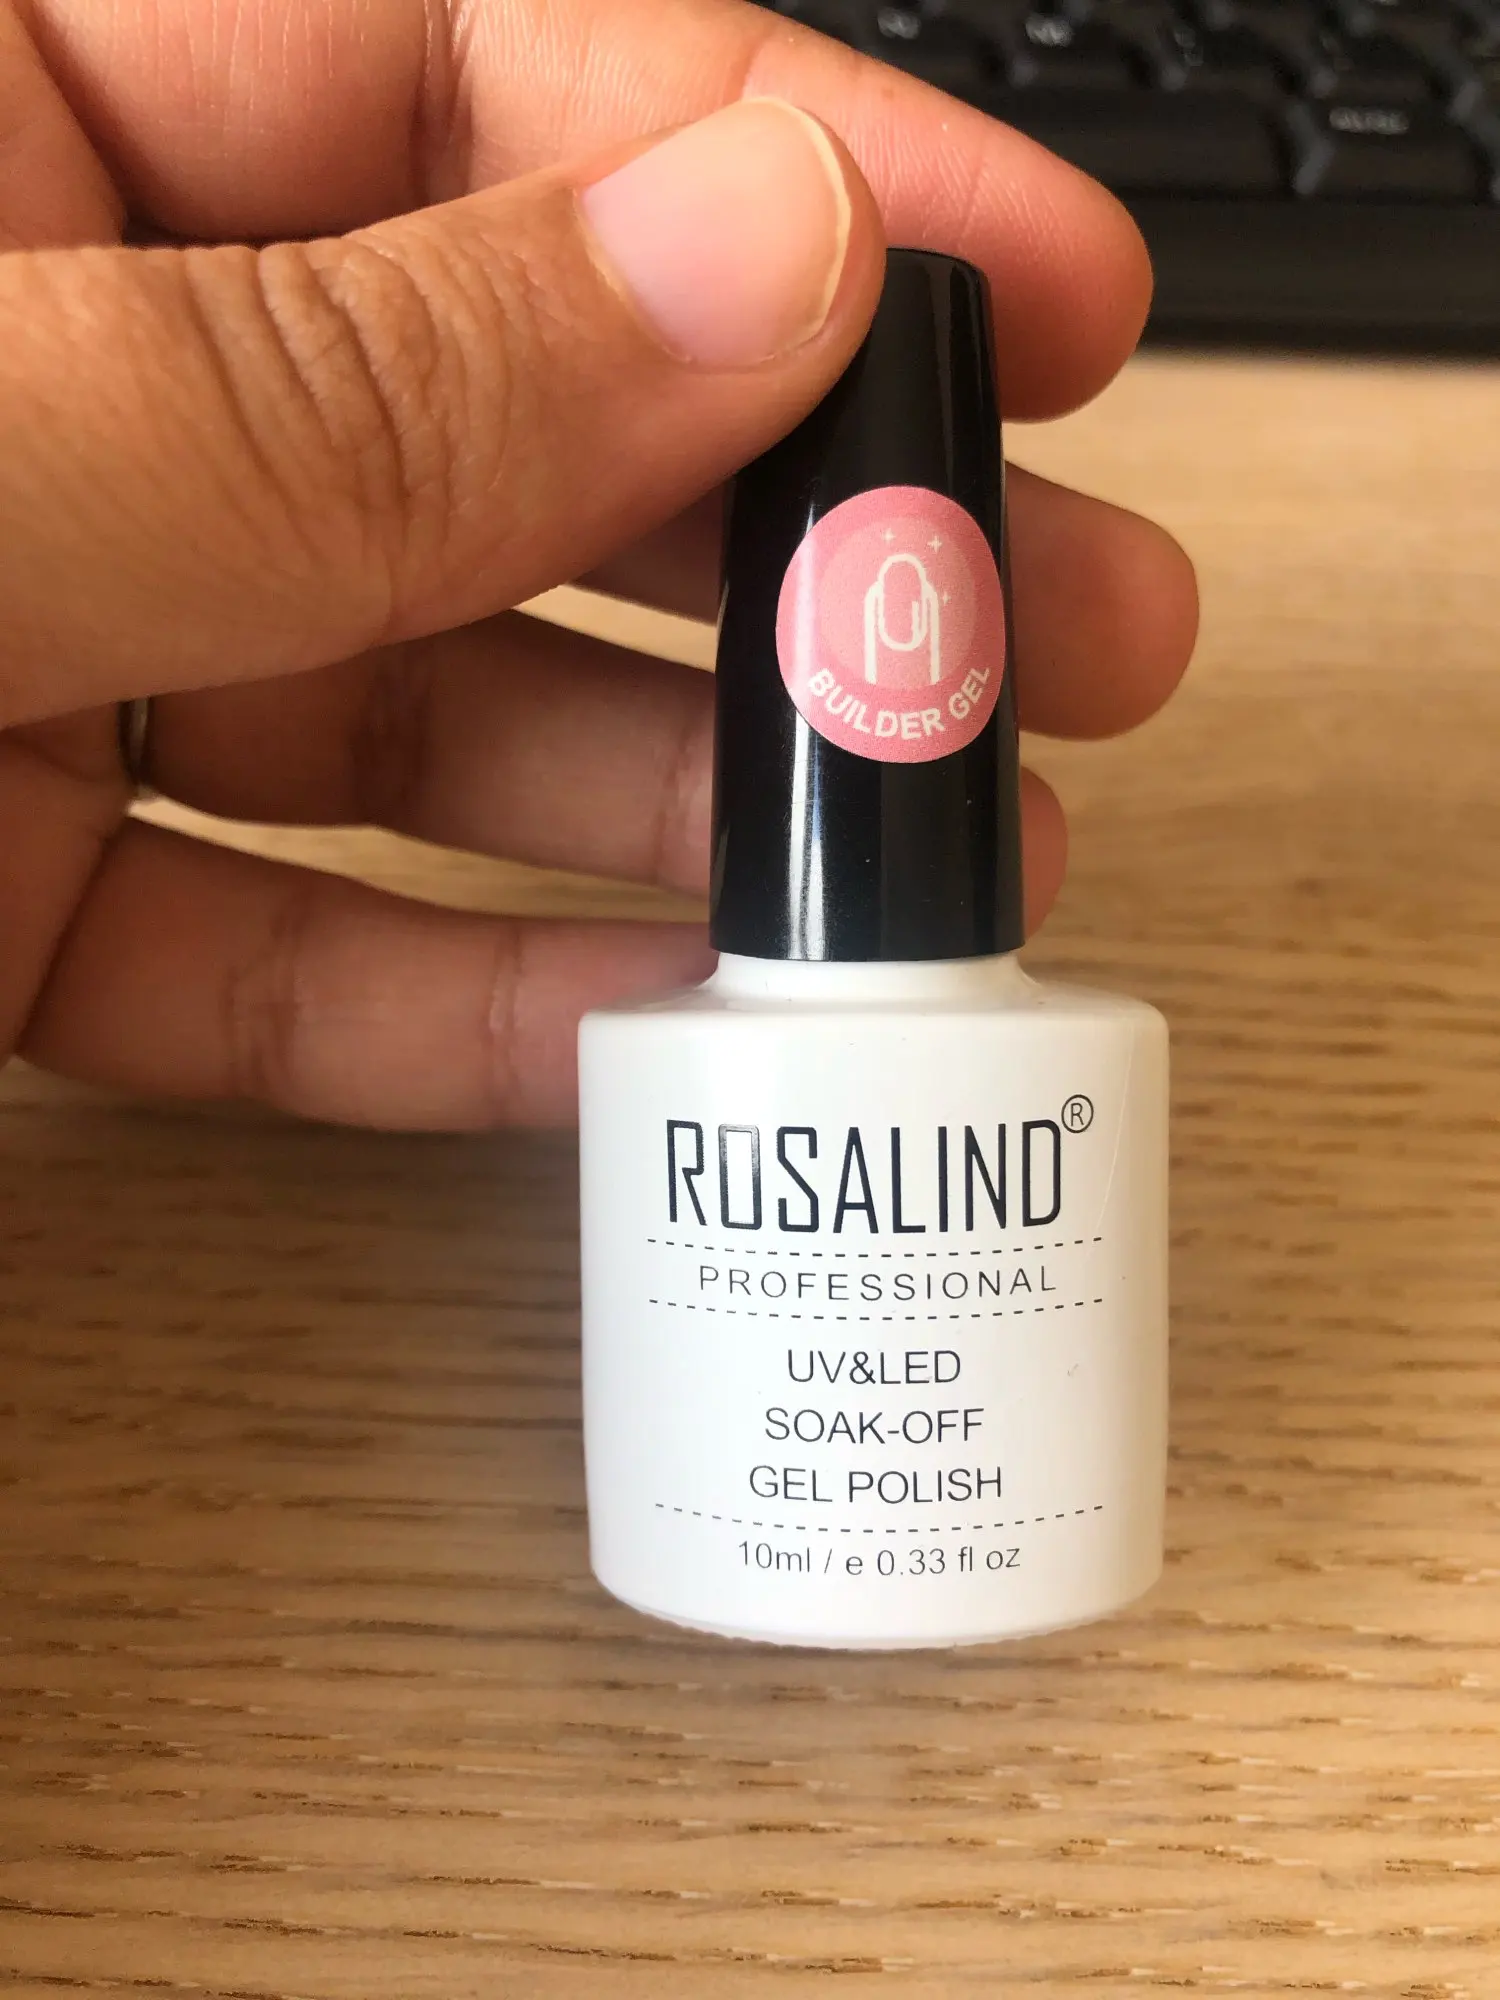 BUILDER GEL
ROSALIND®
PROFESSIONAL
UV&LED
SOAK-OFF
GEL POLISH
10ml / e 0.33 fl oz